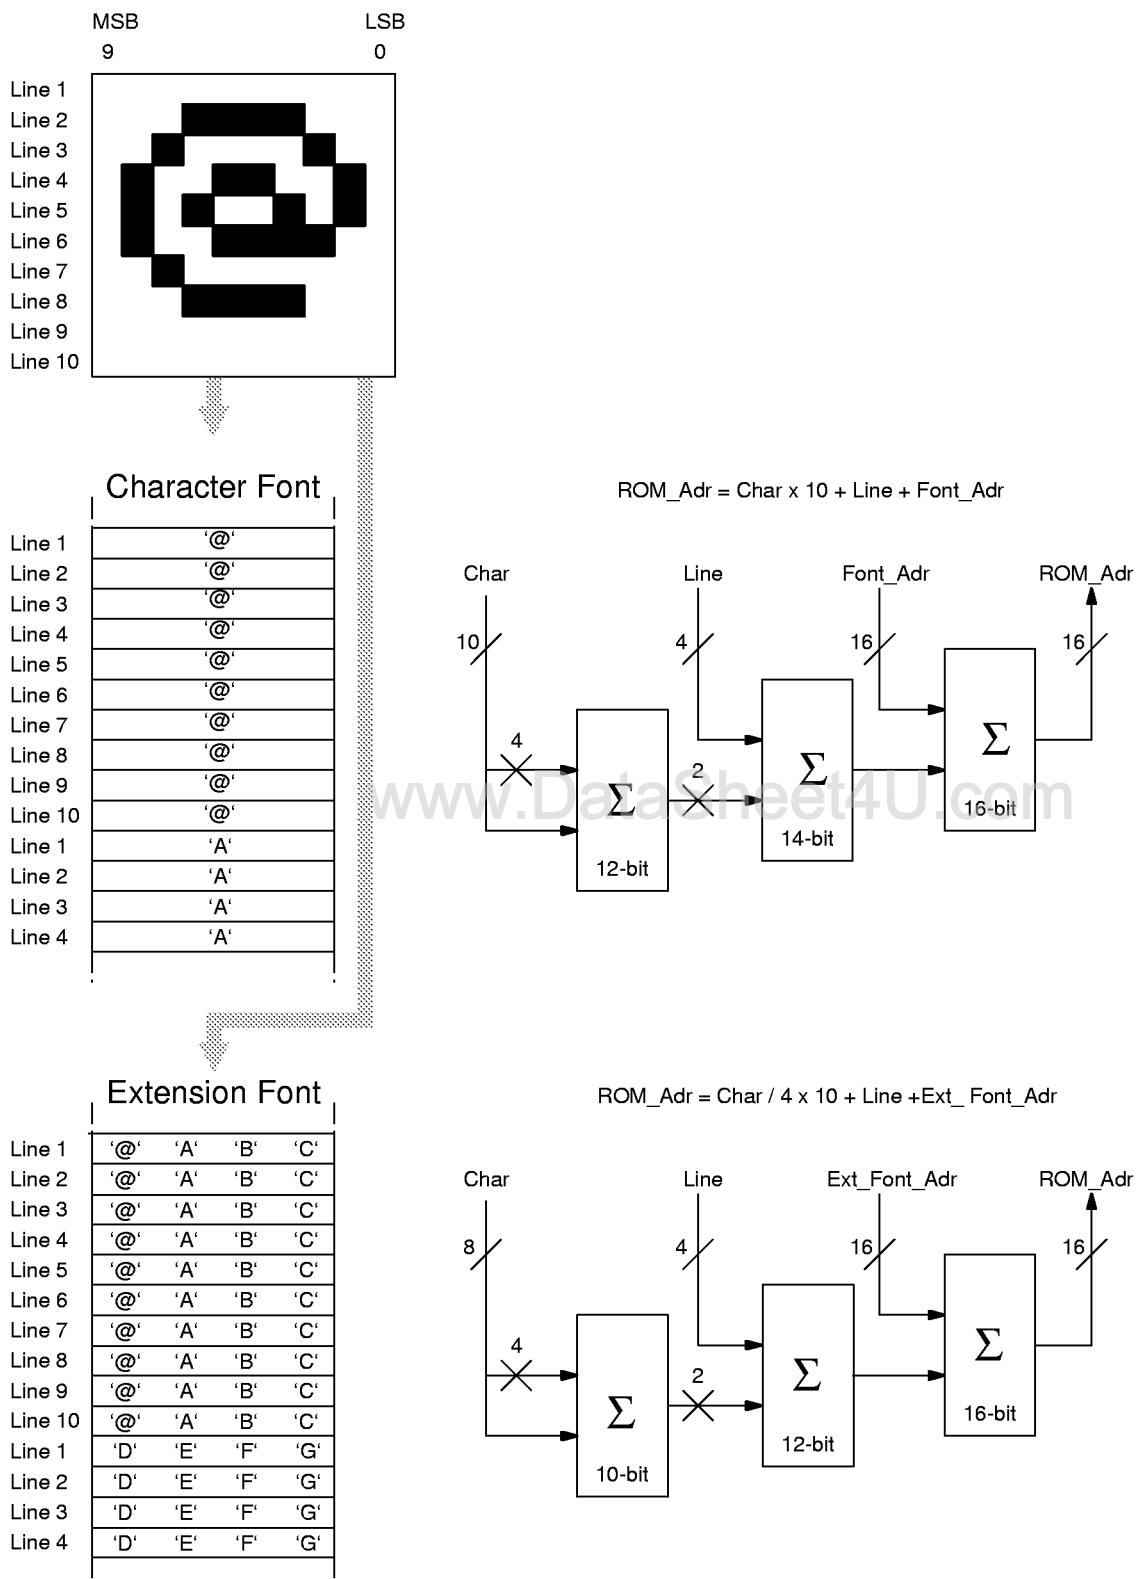 MSB LSB
9 0
Line 1
Line 2
Line 3
Line 4
Line 5
Line 6
Line 7
Line 8
Line 9
Line 10
Character Font
Line 1 ‘@‘
Line 2 ‘@‘
Line 3 ‘@‘
Line 4 ‘@‘
Line 5 ‘@‘
Line 6 ‘@‘
Line 7 ‘@‘
Line 8 ‘@‘
Line 9 ‘@‘
Line 10 ‘@‘
Line 1 ‘A‘
Line 2 ‘A‘
Line 3 ‘A‘
Line 4 ‘A‘
ROM_Adr = Char x 10 + Line + Font_Adr
Char Line Font_Adr ROM_Adr
10 4 16 16
4 Σ 12-bit
2 Σ 14-bit
Σ 16-bit
www.DataSheet4U.com
Extension Font
Line 1 ‘@‘ ‘A‘ ‘B‘ ‘C‘
Line 2 ‘@‘ ‘A‘ ‘B‘ ‘C‘
Line 3 ‘@‘ ‘A‘ ‘B‘ ‘C‘
Line 4 ‘@‘ ‘A‘ ‘B‘ ‘C‘
Line 5 ‘@‘ ‘A‘ ‘B‘ ‘C‘
Line 6 ‘@‘ ‘A‘ ‘B‘ ‘C‘
Line 7 ‘@‘ ‘A‘ ‘B‘ ‘C‘
Line 8 ‘@‘ ‘A‘ ‘B‘ ‘C‘
Line 9 ‘@‘ ‘A‘ ‘B‘ ‘C‘
Line 10 ‘@‘ ‘A‘ ‘B‘ ‘C‘
Line 1 ‘D‘ ‘E‘ ‘F‘ ‘G‘
Line 2 ‘D‘ ‘E‘ ‘F‘ ‘G‘
Line 3 ‘D‘ ‘E‘ ‘F‘ ‘G‘
Line 4 ‘D‘ ‘E‘ ‘F‘ ‘G‘
ROM_Adr = Char / 4 x 10 + Line +Ext_ Font_Adr
Char Line Ext_Font_Adr ROM_Adr
8 4 16 16
4 Σ 10-bit
2 Σ 12-bit
Σ 16-bit